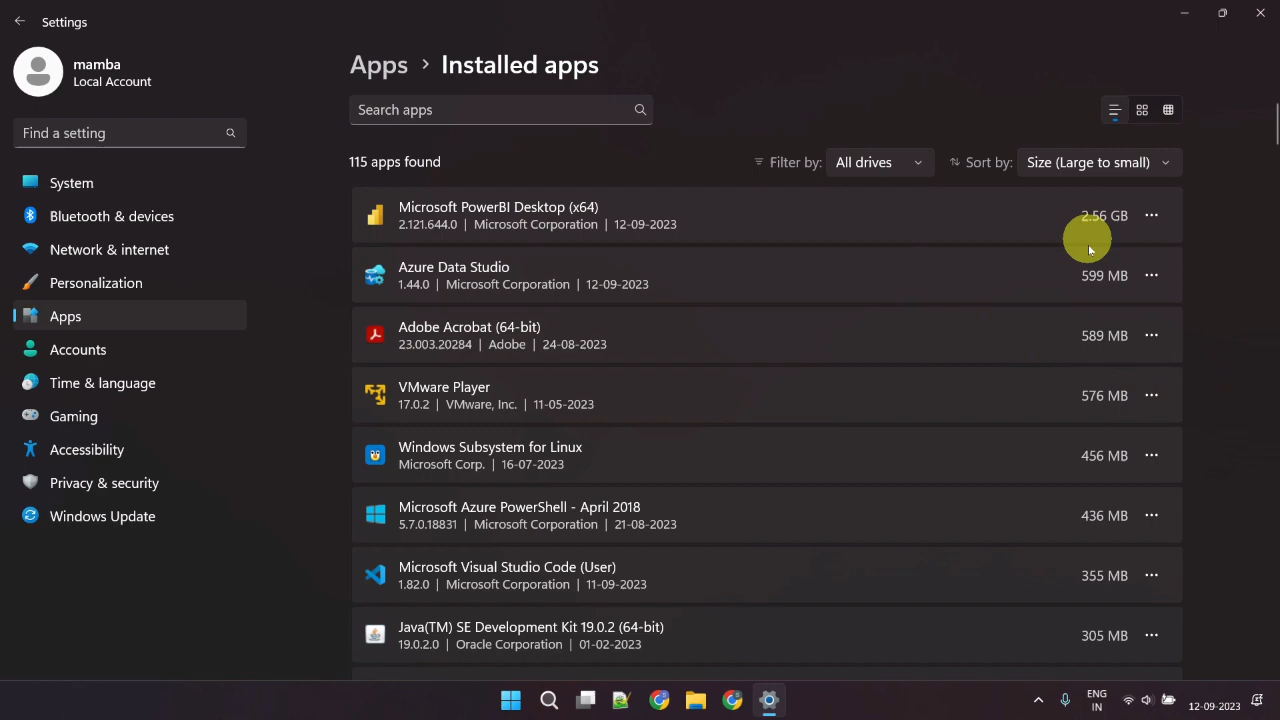 Settings
mamba
Local Account
Find a setting
System
Bluetooth & devices
Network & internet
Personalization
Apps
Accounts
Time & language
Gaming
Accessibility
Privacy & security
Windows Update
Apps > Installed apps
Search apps
115 apps found
Filter by: All drives
Sort by: Size (Large to small)
Microsoft PowerBI Desktop (x64)
2.121.644.0 | Microsoft Corporation | 12-09-2023
2.56 GB
Azure Data Studio
1.44.0 | Microsoft Corporation | 12-09-2023
599 MB
Adobe Acrobat (64-bit)
23.003.20284 | Adobe | 24-08-2023
589 MB
VMware Player
17.0.2 | VMware, Inc. | 11-05-2023
576 MB
Windows Subsystem for Linux
Microsoft Corp. | 16-07-2023
456 MB
Microsoft Azure PowerShell - April 2018
5.7.0.18831 | Microsoft Corporation | 21-08-2023
436 MB
Microsoft Visual Studio Code (User)
1.82.0 | Microsoft Corporation | 11-09-2023
355 MB
Java(TM) SE Development Kit 19.0.2 (64-bit)
19.0.2.0 | Oracle Corporation | 01-02-2023
305 MB
ENG
IN
12-09-2023